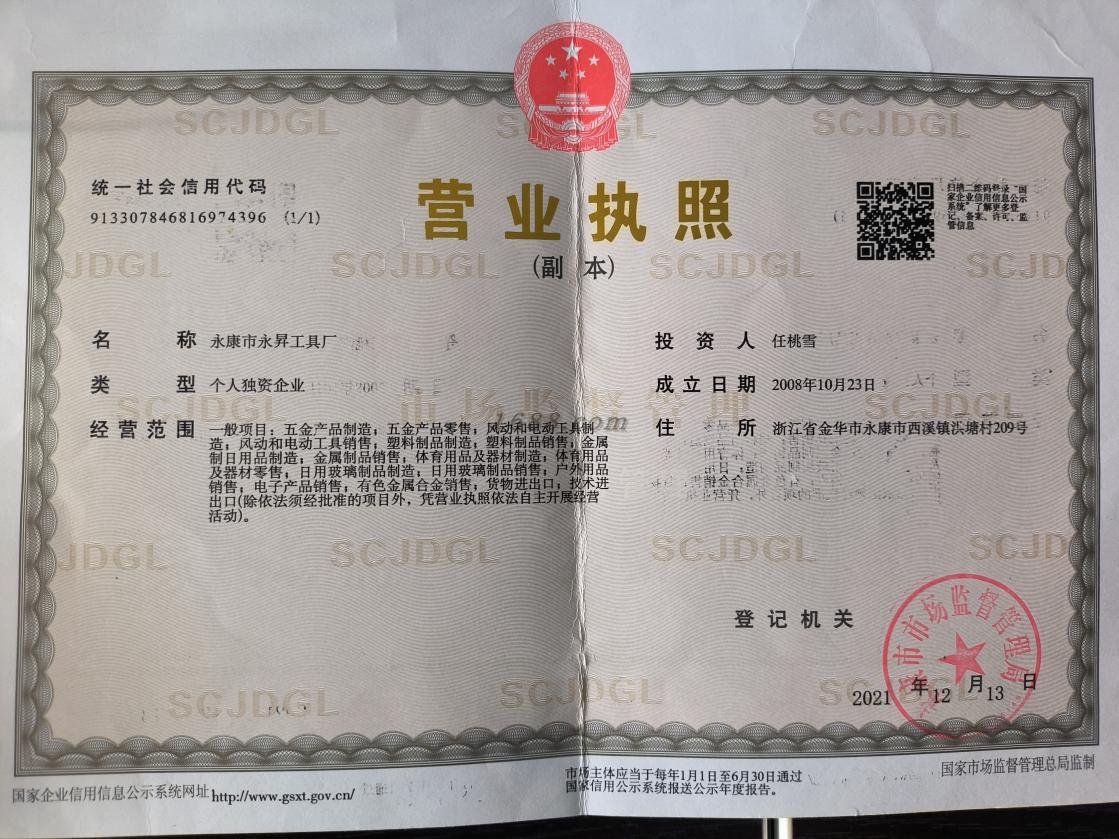 统一社会信用代码
913307846816974396 (1/1)
营业执照
(副 本)
扫描二维码登录“国
家企业信用信息公示
系统”了解更多登
记、备案、许可、监
管信息
名 称 永康市永昇工具厂
类 型 个人独资企业
经营范围 一般项目：五金产品制造；五金产品零售；风动和电动工具制
造；风动和电动工具销售；塑料制品制造；塑料制品销售；金属
制日用品制造；金属制品销售；体育用品及器材制造；体育用品
及器材零售；日用玻璃制品制造；日用玻璃制品销售；户外用品
销售；电子产品销售；有色金属合金销售；货物进出口；技术进
出口(除依法须经批准的项目外，凭营业执照依法自主开展经营
活动)。
投 资 人 任桃雪
成立日期 2008年10月23日
住 所 浙江省金华市永康市西溪镇洪塘村209号
1688.com
SCJDGL
市场监督管理
登记机关
市市场监督管理局
2021 年 12 月 13 日
国家企业信用信息公示系统网址 http://www.gsxt.gov.cn/
市场主体应当于每年1月1日至6月30日通过
国家信用公示系统报送公示年度报告。
国家市场监督管理总局监制